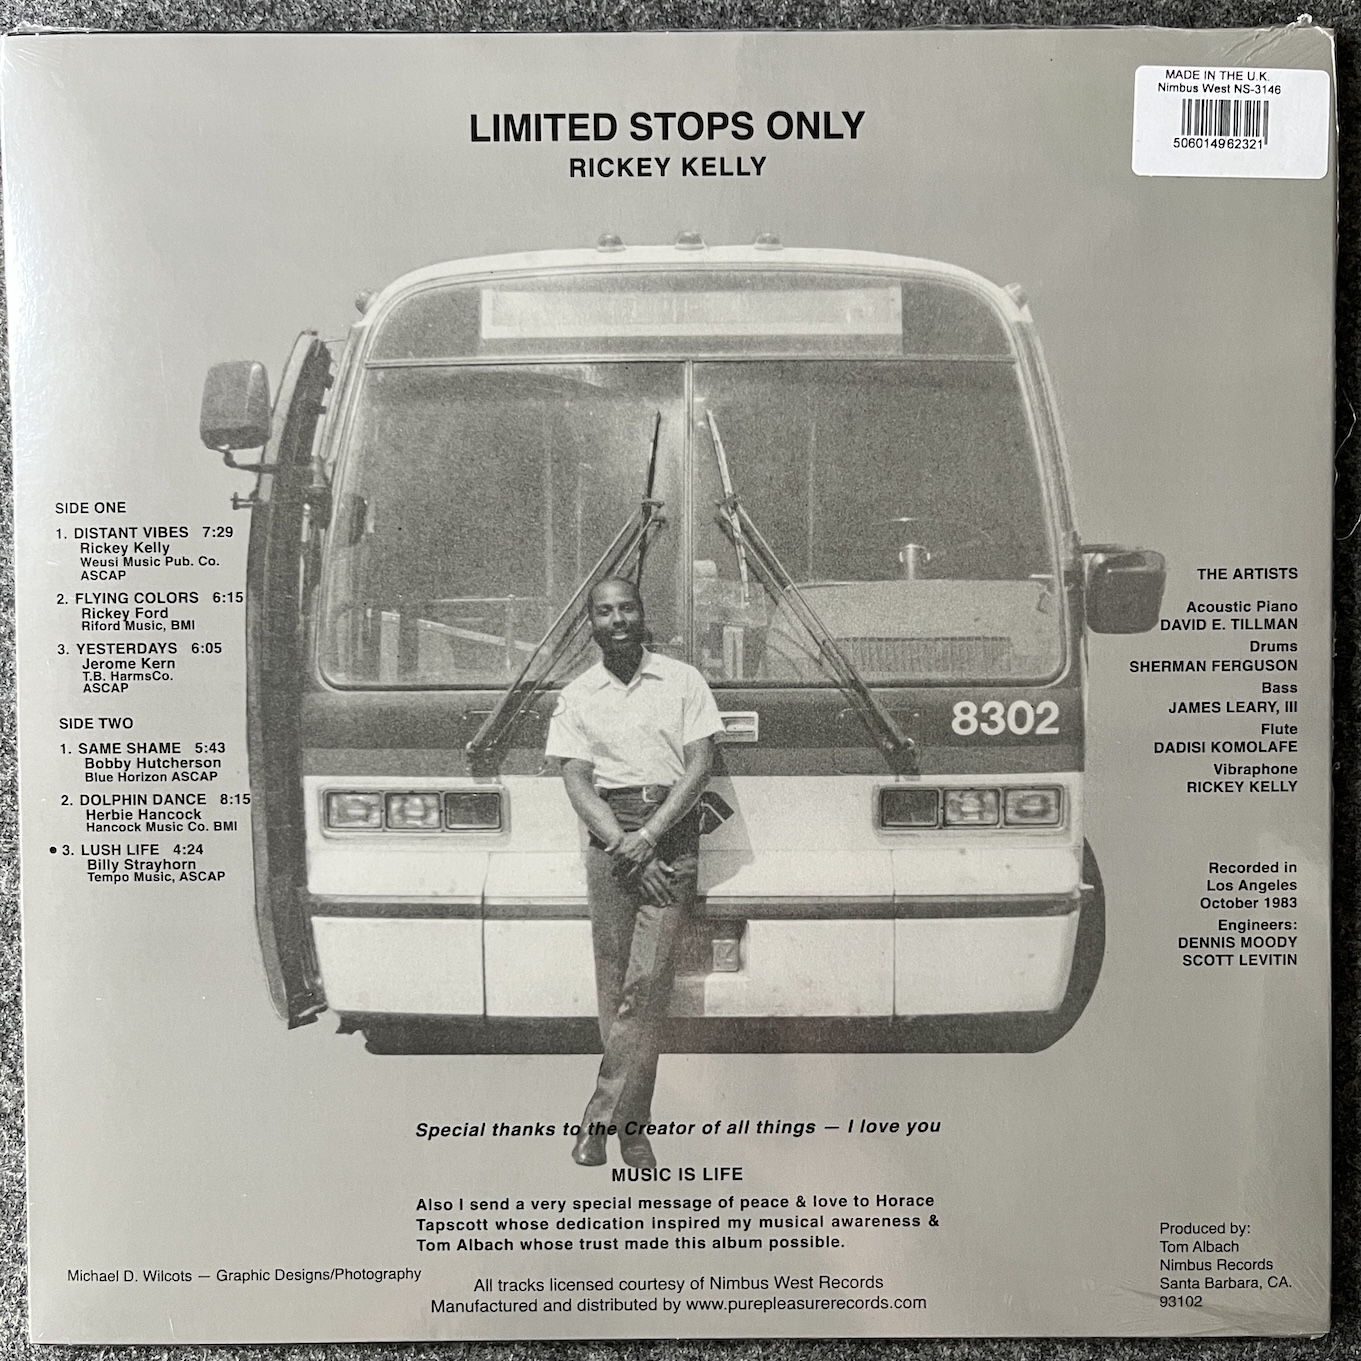 MADE IN THE U.K.
Nimbus West NS-3146
506014962321
LIMITED STOPS ONLY
RICKEY KELLY
SIDE ONE
1. DISTANT VIBES 7:29
Rickey Kelly
Weusi Music Pub. Co.
ASCAP
2. FLYING COLORS 6:15
Rickey Ford
Riford Music, BMI
3. YESTERDAYS 6:05
Jerome Kern
T.B. HarmsCo.
ASCAP
SIDE TWO
1. SAME SHAME 5:43
Bobby Hutcherson
Blue Horizon ASCAP
2. DOLPHIN DANCE 8:15
Herbie Hancock
Hancock Music Co. BMI
• 3. LUSH LIFE 4:24
Billy Strayhorn
Tempo Music, ASCAP
8302
THE ARTISTS
Acoustic Piano
DAVID E. TILLMAN
Drums
SHERMAN FERGUSON
Bass
JAMES LEARY, III
Flute
DADISI KOMOLAFE
Vibraphone
RICKEY KELLY
Recorded in
Los Angeles
October 1983
Engineers:
DENNIS MOODY
SCOTT LEVITIN
Special thanks to the Creator of all things — I love you
MUSIC IS LIFE
Also I send a very special message of peace & love to Horace
Tapscott whose dedication inspired my musical awareness &
Tom Albach whose trust made this album possible.
Michael D. Wilcots — Graphic Designs/Photography
All tracks licensed courtesy of Nimbus West Records
Manufactured and distributed by www.purepleasurerecords.com
Produced by:
Tom Albach
Nimbus Records
Santa Barbara, CA.
93102